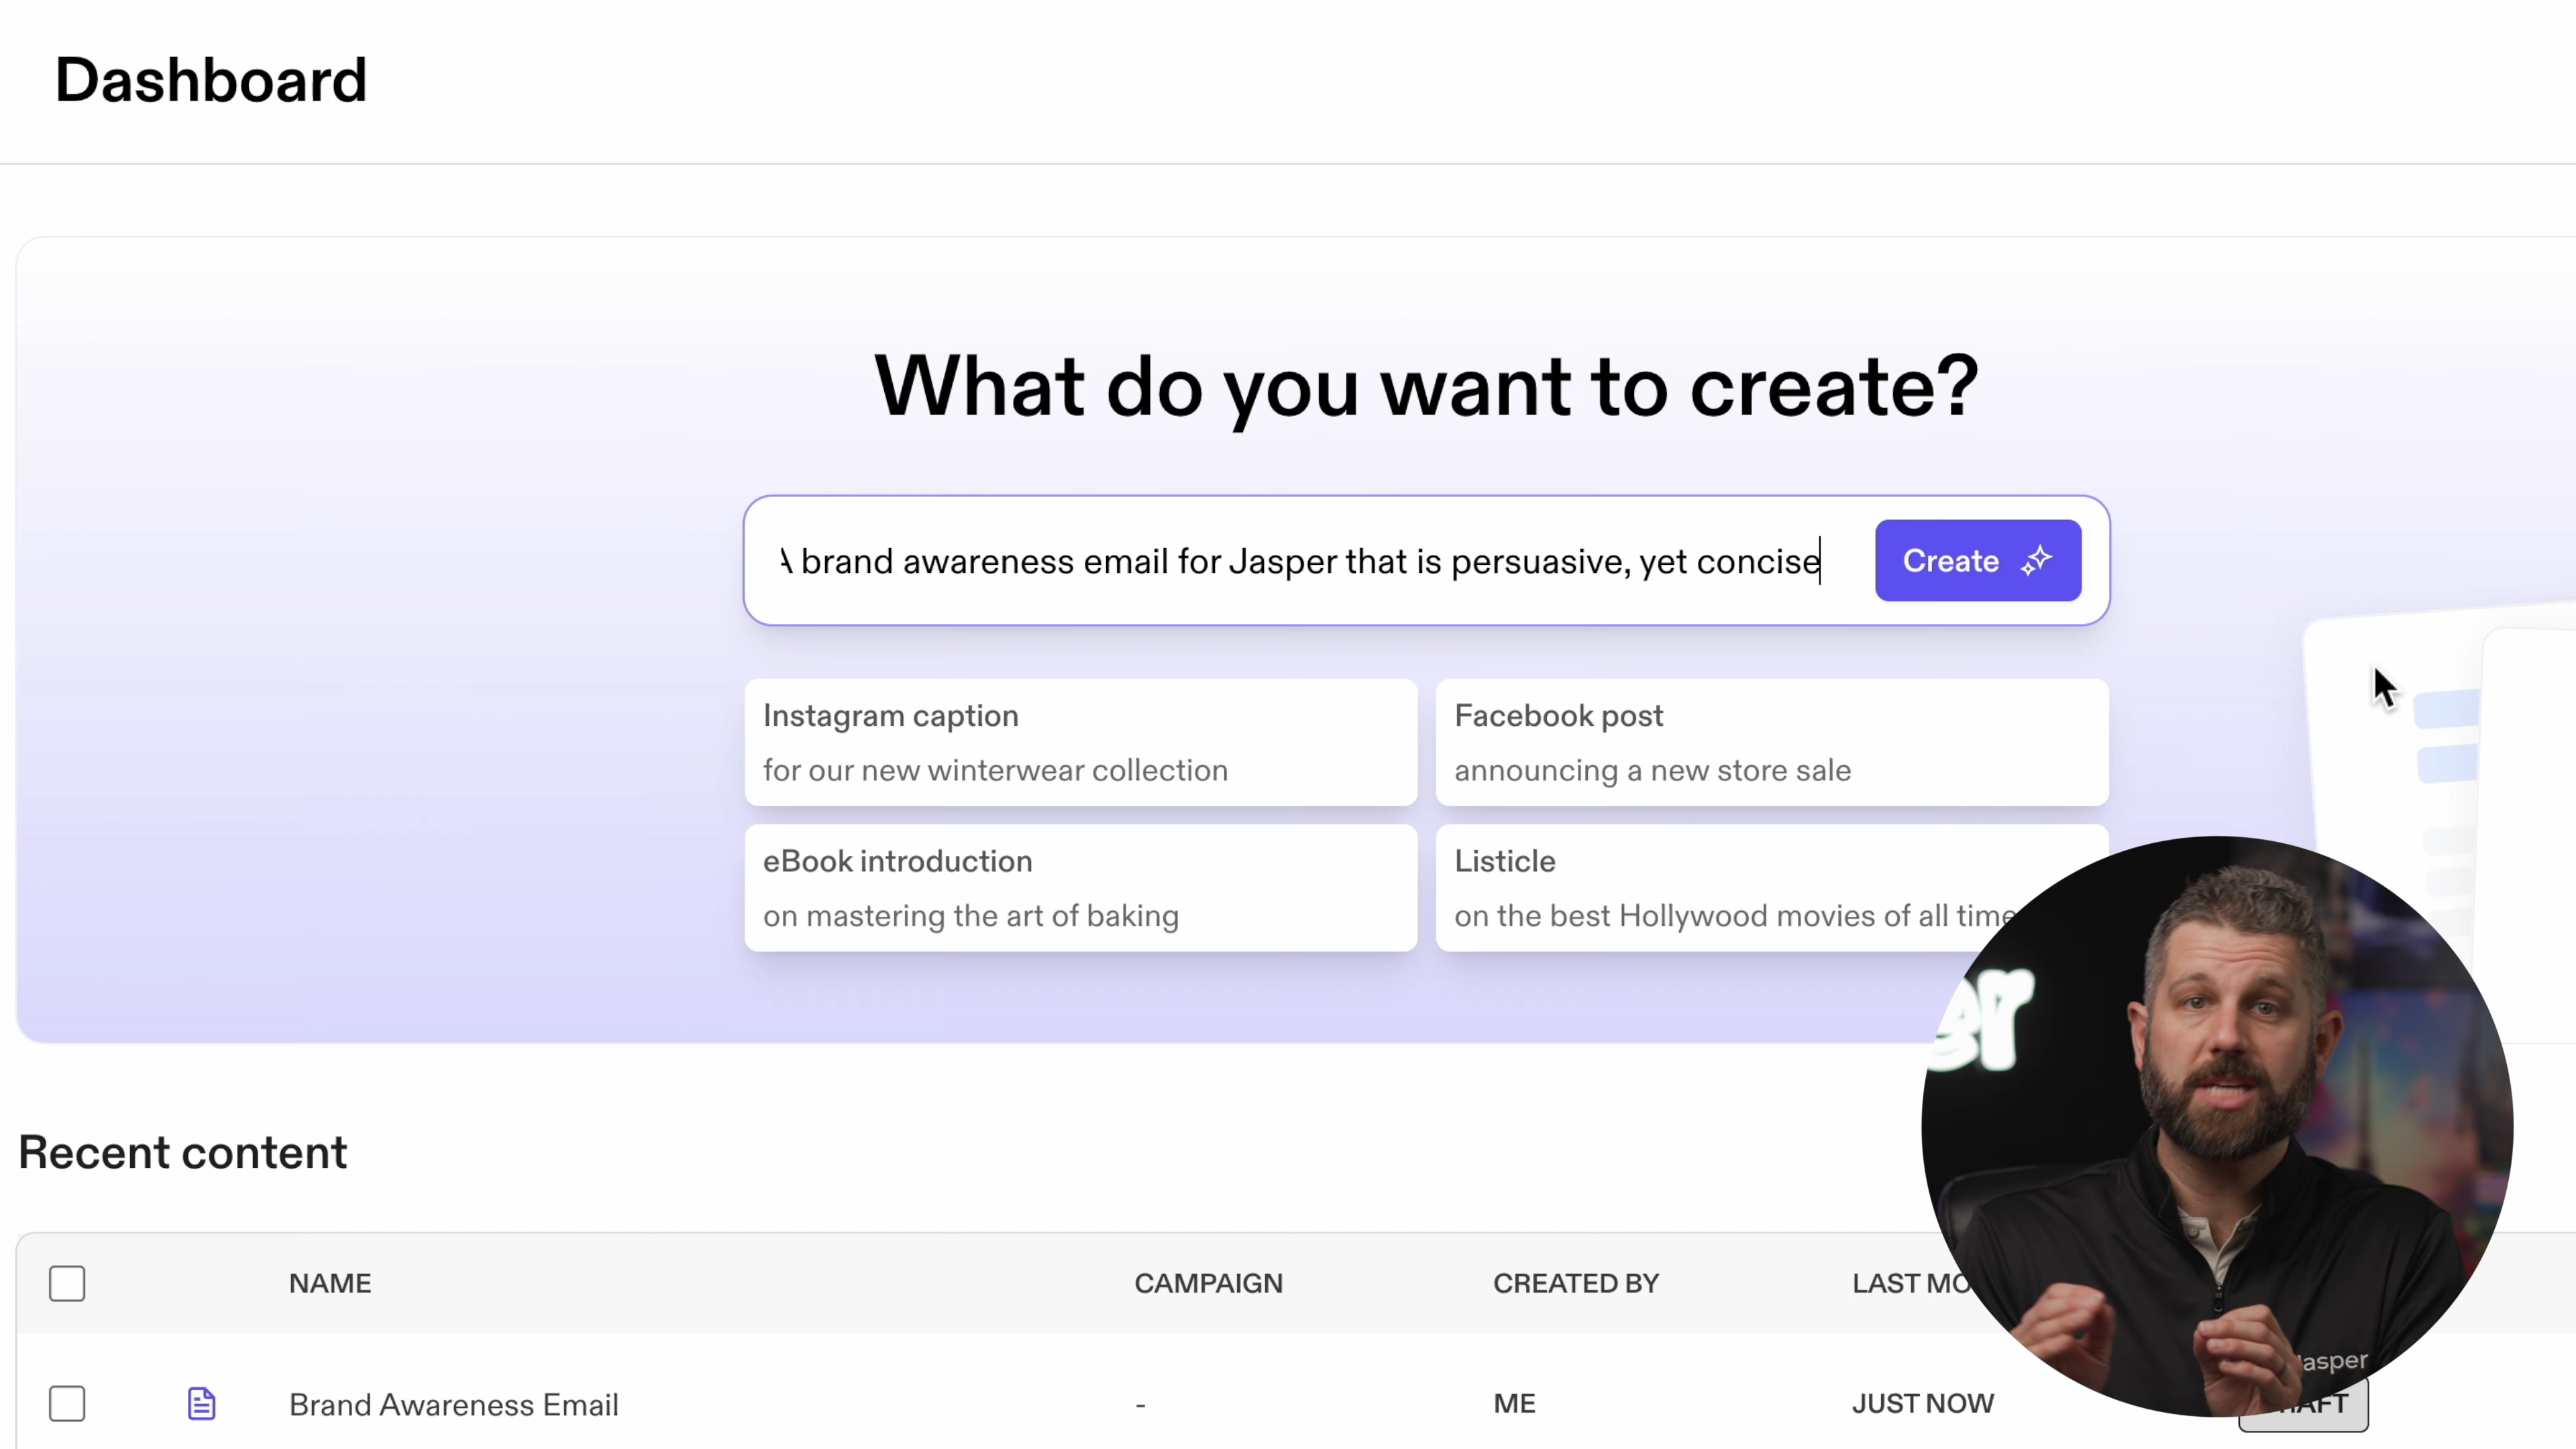 Dashboard
What do you want to create?
A brand awareness email for Jasper that is persuasive, yet concise
Create
Instagram caption
for our new winterwear collection
Facebook post
announcing a new store sale
eBook introduction
on mastering the art of baking
Listicle
on the best Hollywood movies of all time
er
Recent content
NAME CAMPAIGN CREATED BY LAST MO
asper
Brand Awareness Email - ME JUST NOW AFT